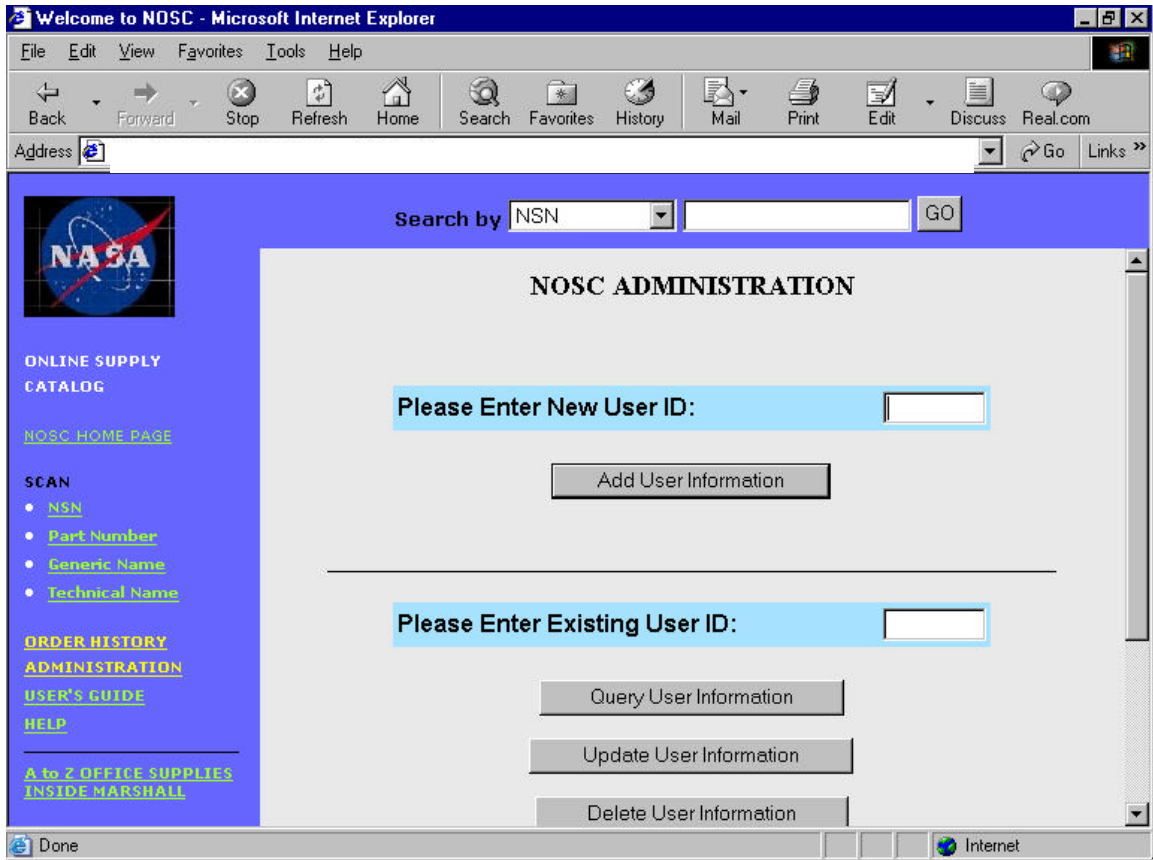 Welcome to NOSC - Microsoft Internet Explorer
File Edit View Favorites Tools Help
Back Forward Stop Refresh Home Search Favorites History Mail Print Edit Discuss Real.com
Address Go Links »
NASA
Search by NSN GO
NOSC ADMINISTRATION
ONLINE SUPPLY
CATALOG
NOSC HOME PAGE
SCAN
NSN
Part Number
Generic Name
Technical Name
ORDER HISTORY
ADMINISTRATION
USER'S GUIDE
HELP
A to Z OFFICE SUPPLIES
INSIDE MARSHALL
Please Enter New User ID:
Add User Information
Please Enter Existing User ID:
Query User Information
Update User Information
Delete User Information
Done Internet